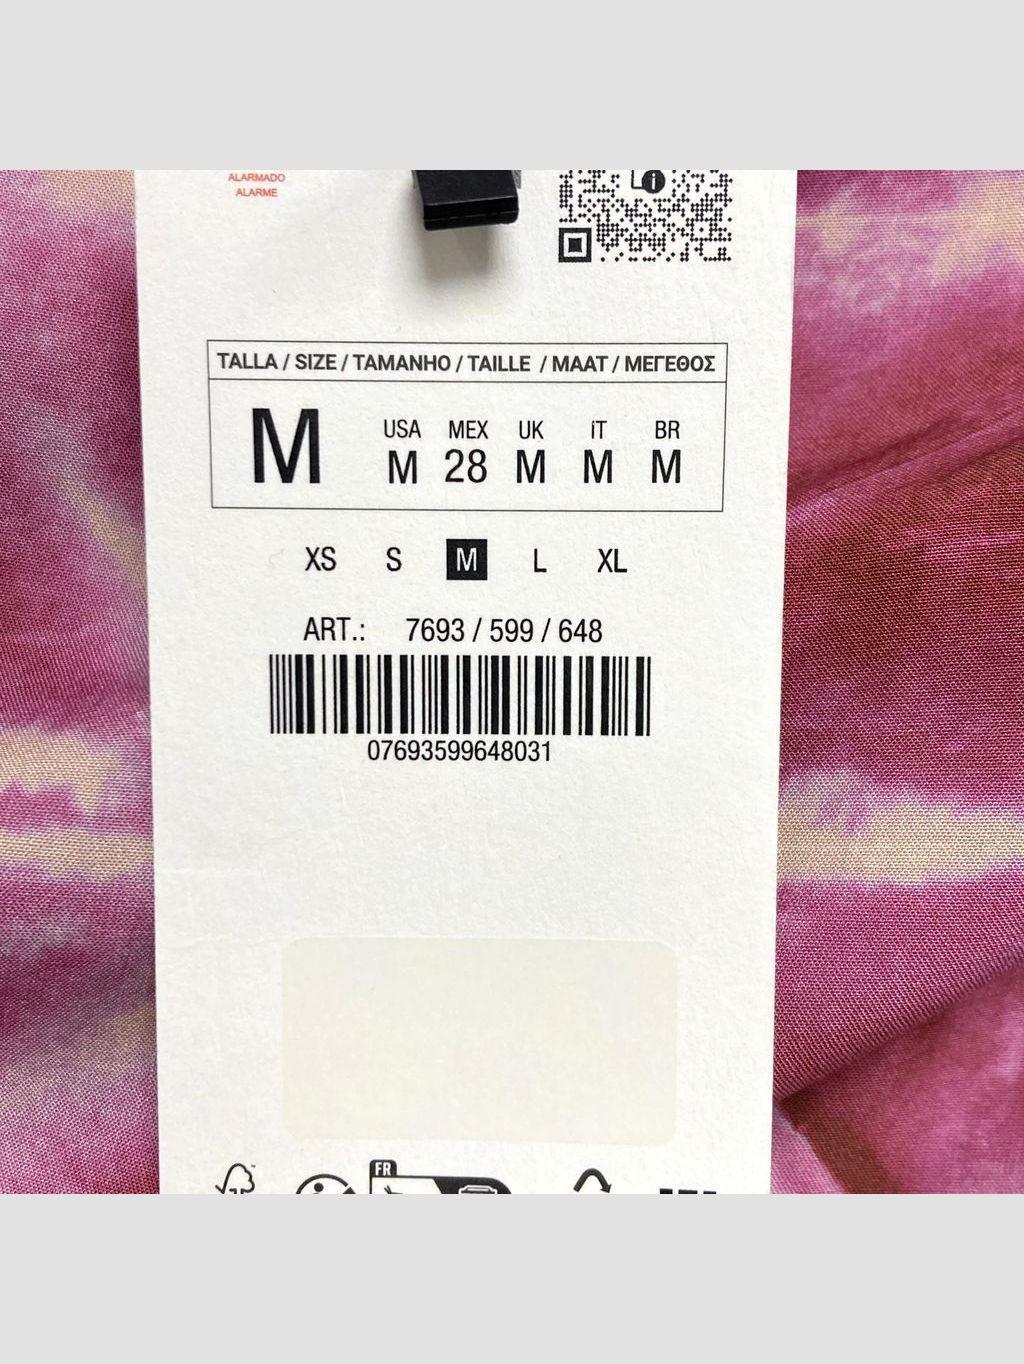 ALARMADO
ALARME
TALLA / SIZE / TAMANHO / TAILLE / MAAT / ΜΕΓΕΘΟΣ
M
USA MEX UK IT BR
M 28 M M M
XS S M L XL
ART.: 7693 / 599 / 648
07693599648031
FR